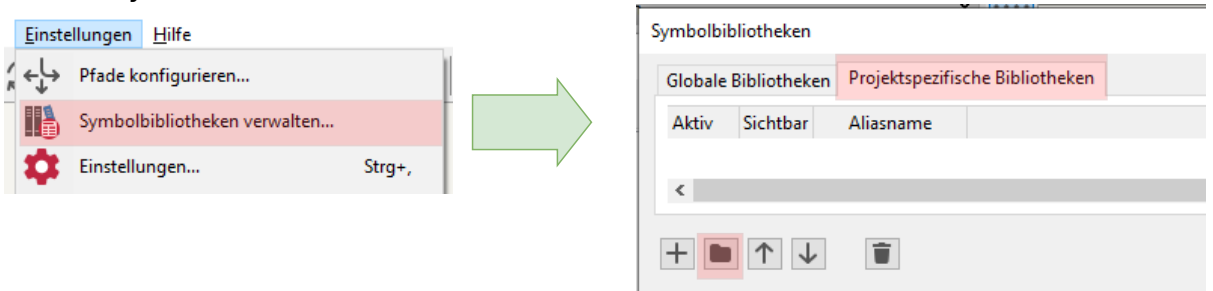 Einstellungen Hilfe
Pfade konfigurieren...
Symbolbibliotheken verwalten...
Einstellungen... Strg+,
Symbolbibliotheken
Globale Bibliotheken Projektspezifische Bibliotheken
Aktiv Sichtbar Aliasname